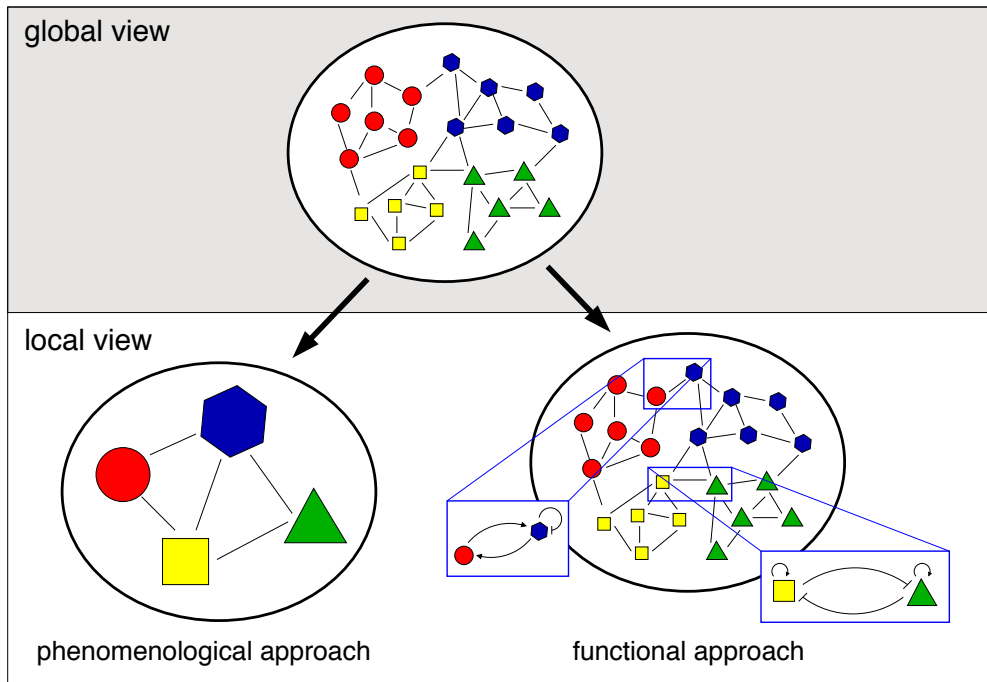 global view
local view
phenomenological approach
functional approach